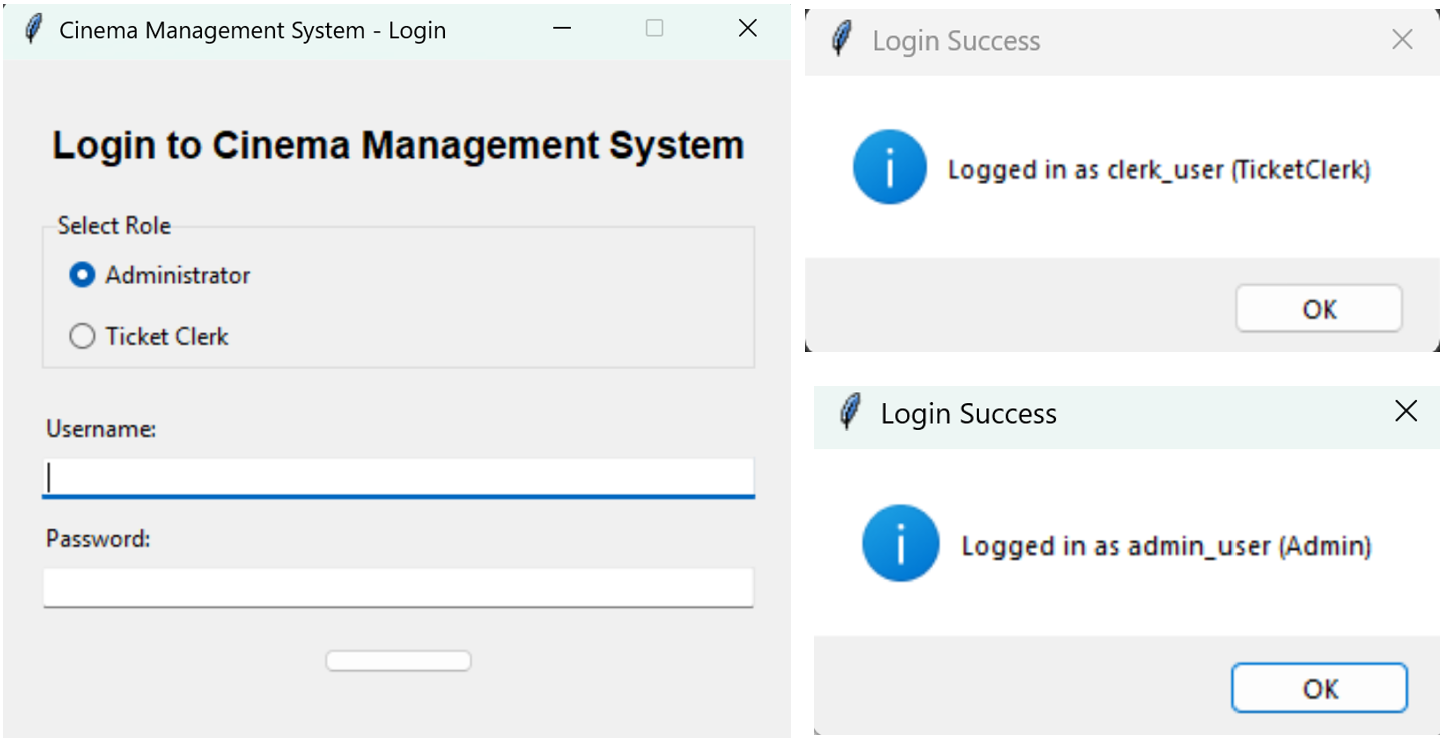 Cinema Management System - Login
Login to Cinema Management System
Select Role
Administrator
Ticket Clerk
Username:
Password:
Login Success
Logged in as clerk_user (TicketClerk)
OK
Login Success
Logged in as admin_user (Admin)
OK